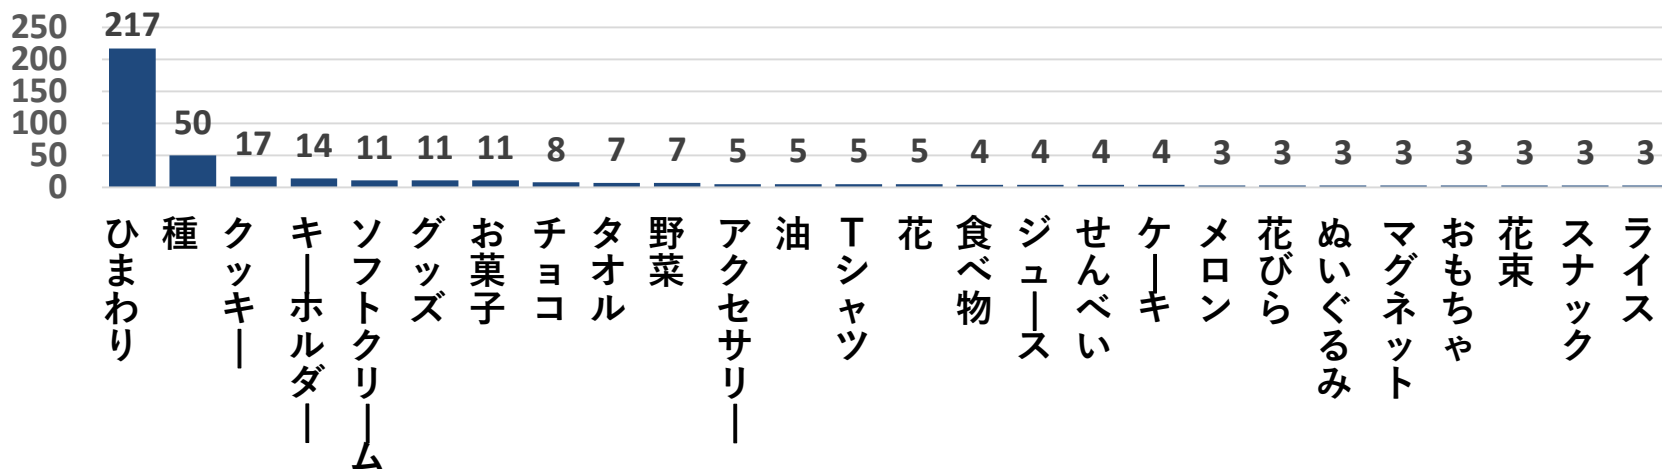 250
200
150
100
50
0
217
50
17
14
11
11
11
8
7
7
5
5
5
5
4
4
4
4
3
3
3
3
3
3
3
3
ひまわり
種
クッキー
キーホルダー
ソフトクリーム
グッズ
お菓子
チョコ
タオル
野菜
アクセサリー
油
Tシャツ
花
食べ物
ジュース
せんべい
ケーキ
メロン
花びら
ぬいぐるみ
マグネット
おもちゃ
花束
スナック
ライス